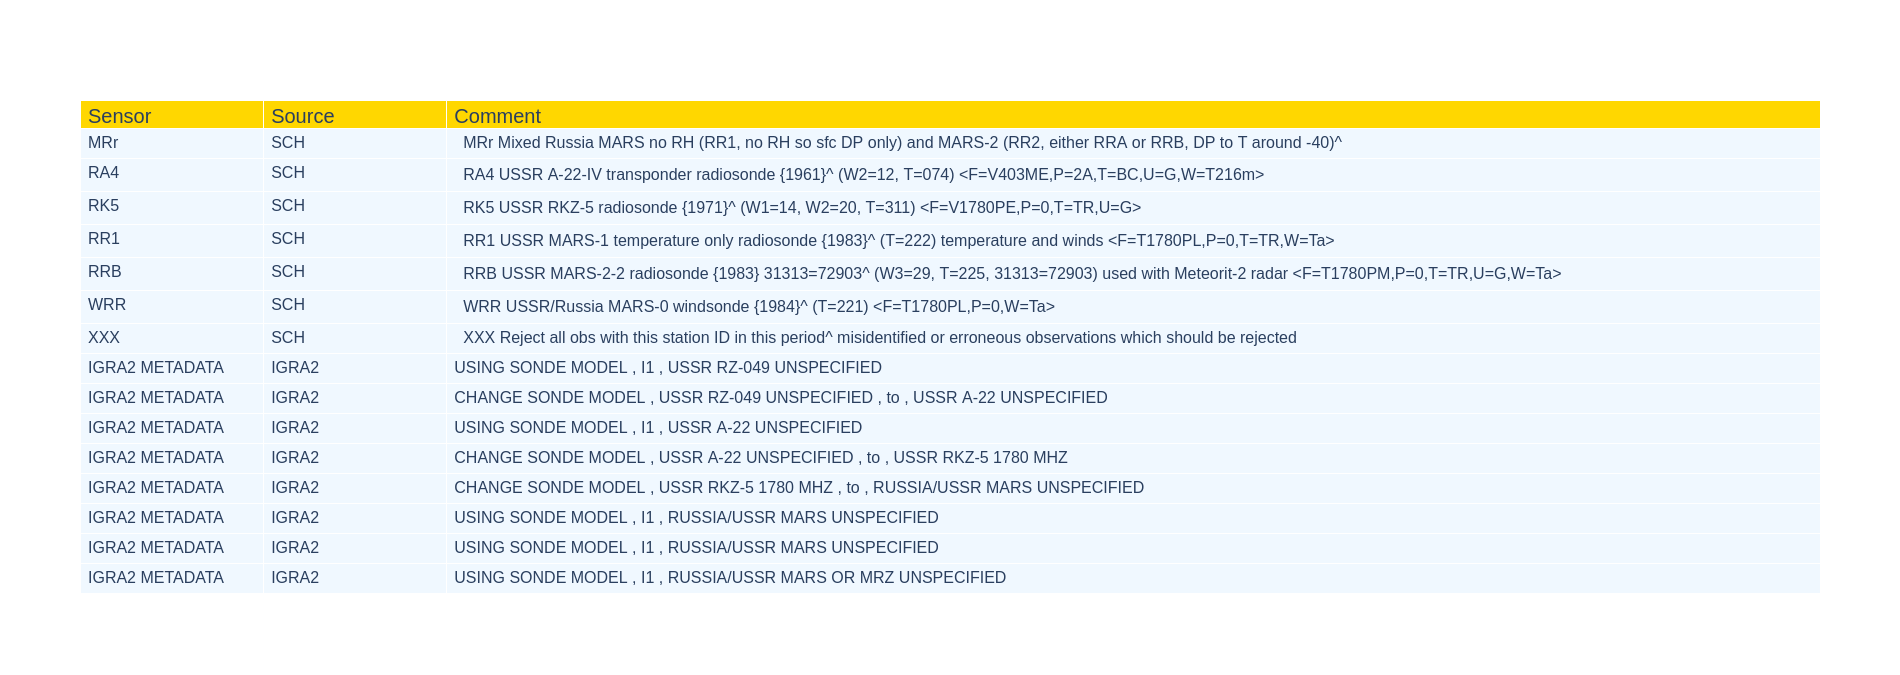 Sensor Source Comment
MRr SCH MRr Mixed Russia MARS no RH (RR1, no RH so sfc DP only) and MARS-2 (RR2, either RRA or RRB, DP to T around -40)^
RA4 SCH RA4 USSR A-22-IV transponder radiosonde {1961}^ (W2=12, T=074) <F=V403ME,P=2A,T=BC,U=G,W=T216m>
RK5 SCH RK5 USSR RKZ-5 radiosonde {1971}^ (W1=14, W2=20, T=311) <F=V1780PE,P=0,T=TR,U=G>
RR1 SCH RR1 USSR MARS-1 temperature only radiosonde {1983}^ (T=222) temperature and winds <F=T1780PL,P=0,T=TR,W=Ta>
RRB SCH RRB USSR MARS-2-2 radiosonde {1983} 31313=72903^ (W3=29, T=225, 31313=72903) used with Meteorit-2 radar <F=T1780PM,P=0,T=TR,U=G,W=Ta>
WRR SCH WRR USSR/Russia MARS-0 windsonde {1984}^ (T=221) <F=T1780PL,P=0,W=Ta>
XXX SCH XXX Reject all obs with this station ID in this period^ misidentified or erroneous observations which should be rejected
IGRA2 METADATA IGRA2 USING SONDE MODEL , I1 , USSR RZ-049 UNSPECIFIED
IGRA2 METADATA IGRA2 CHANGE SONDE MODEL , USSR RZ-049 UNSPECIFIED , to , USSR A-22 UNSPECIFIED
IGRA2 METADATA IGRA2 USING SONDE MODEL , I1 , USSR A-22 UNSPECIFIED
IGRA2 METADATA IGRA2 CHANGE SONDE MODEL , USSR A-22 UNSPECIFIED , to , USSR RKZ-5 1780 MHZ
IGRA2 METADATA IGRA2 CHANGE SONDE MODEL , USSR RKZ-5 1780 MHZ , to , RUSSIA/USSR MARS UNSPECIFIED
IGRA2 METADATA IGRA2 USING SONDE MODEL , I1 , RUSSIA/USSR MARS UNSPECIFIED
IGRA2 METADATA IGRA2 USING SONDE MODEL , I1 , RUSSIA/USSR MARS UNSPECIFIED
IGRA2 METADATA IGRA2 USING SONDE MODEL , I1 , RUSSIA/USSR MARS OR MRZ UNSPECIFIED